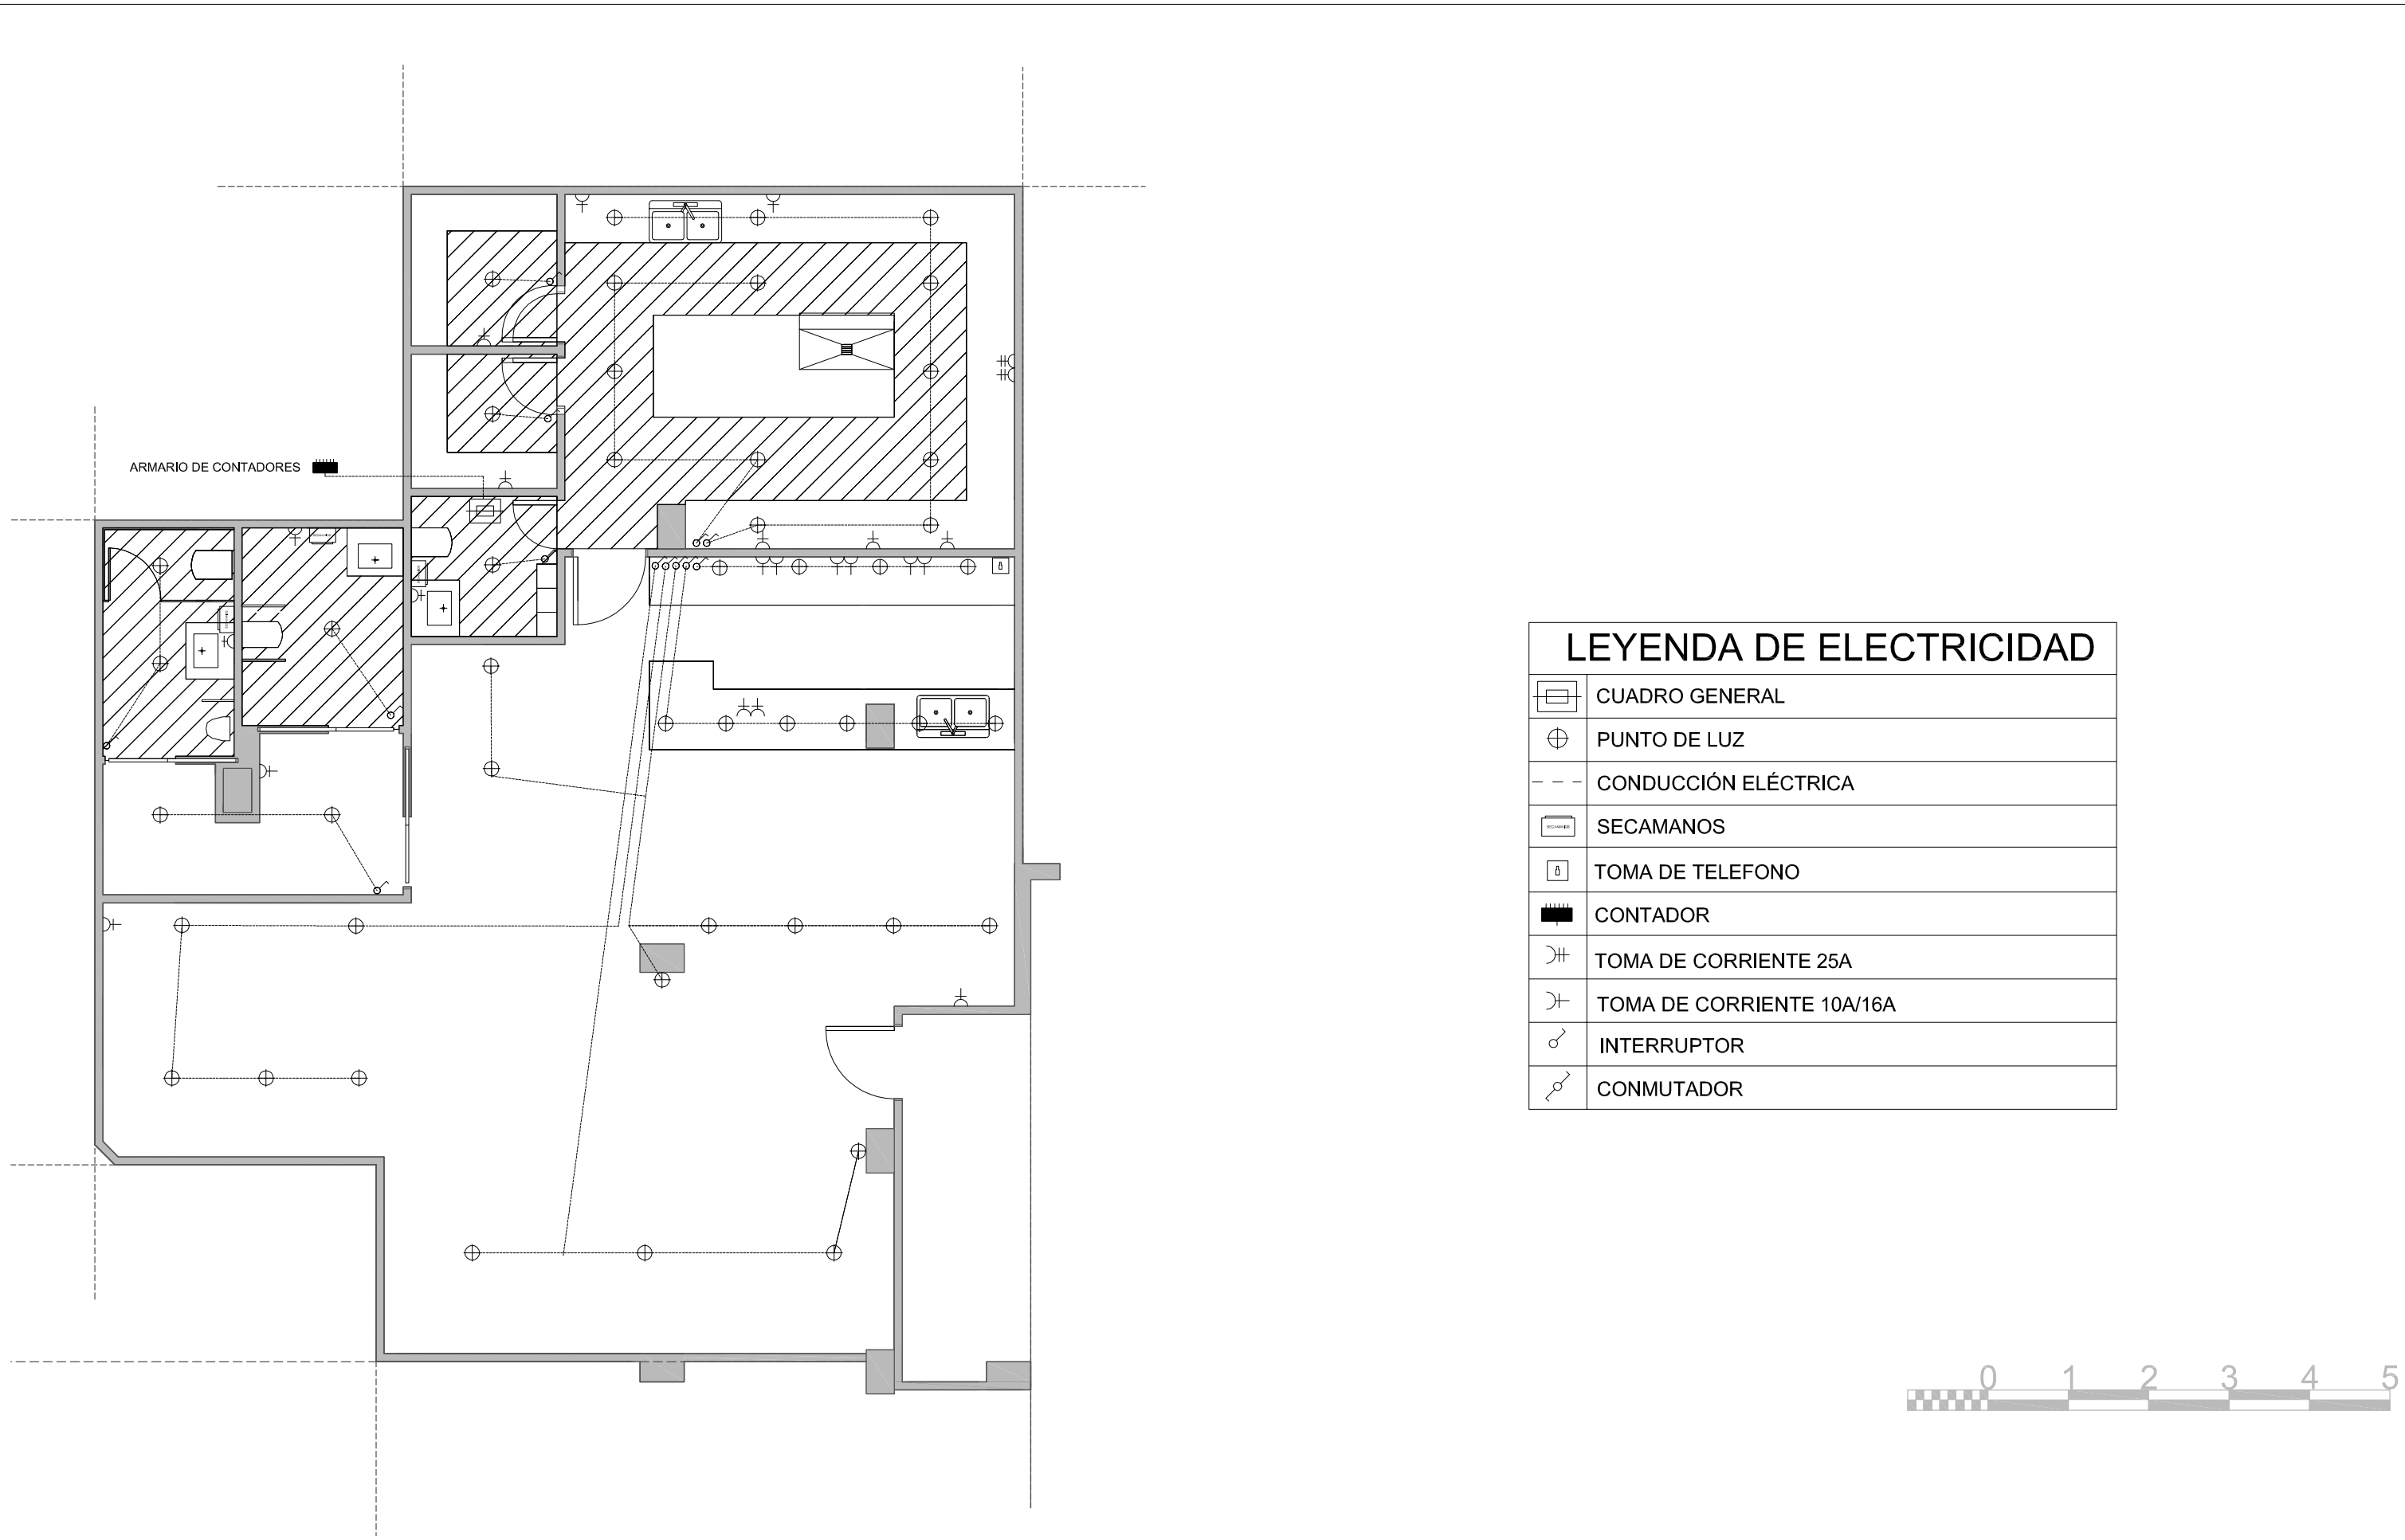 ARMARIO DE CONTADORES
LEYENDA DE ELECTRICIDAD
CUADRO GENERAL
PUNTO DE LUZ
CONDUCCIÓN ELÉCTRICA
SECAMANOS
TOMA DE TELEFONO
CONTADOR
TOMA DE CORRIENTE 25A
TOMA DE CORRIENTE 10A/16A
INTERRUPTOR
CONMUTADOR
0 1 2 3 4 5